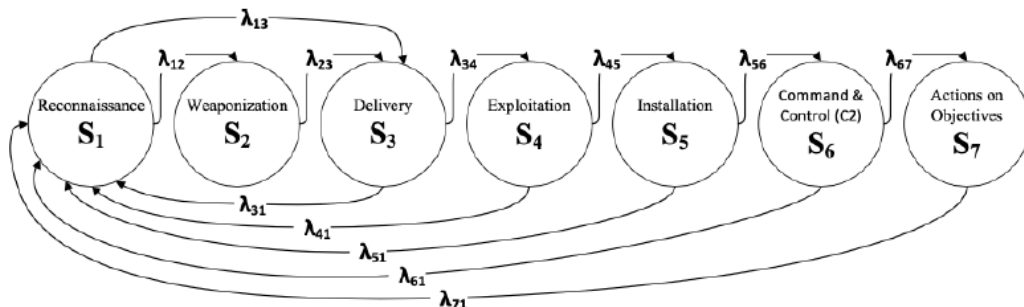 λ13
λ12
λ23
λ34
λ45
λ56
λ67
Reconnaissance
S1
Weaponization
S2
Delivery
S3
Exploitation
S4
Installation
S5
Command &
Control (C2)
S6
Actions on
Objectives
S7
λ31
λ41
λ51
λ61
λ71